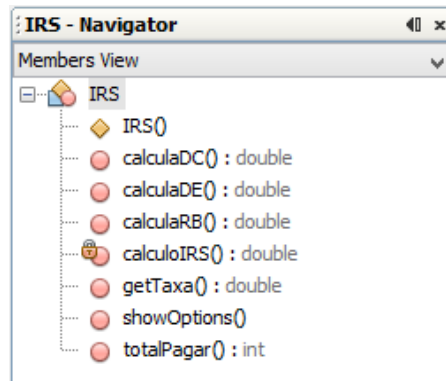 IRS - Navigator
Members View
IRS
IRS()
calculaDC() : double
calculaDE() : double
calculaRB() : double
calculoIRS() : double
getTaxa() : double
showOptions()
totalPagar() : int